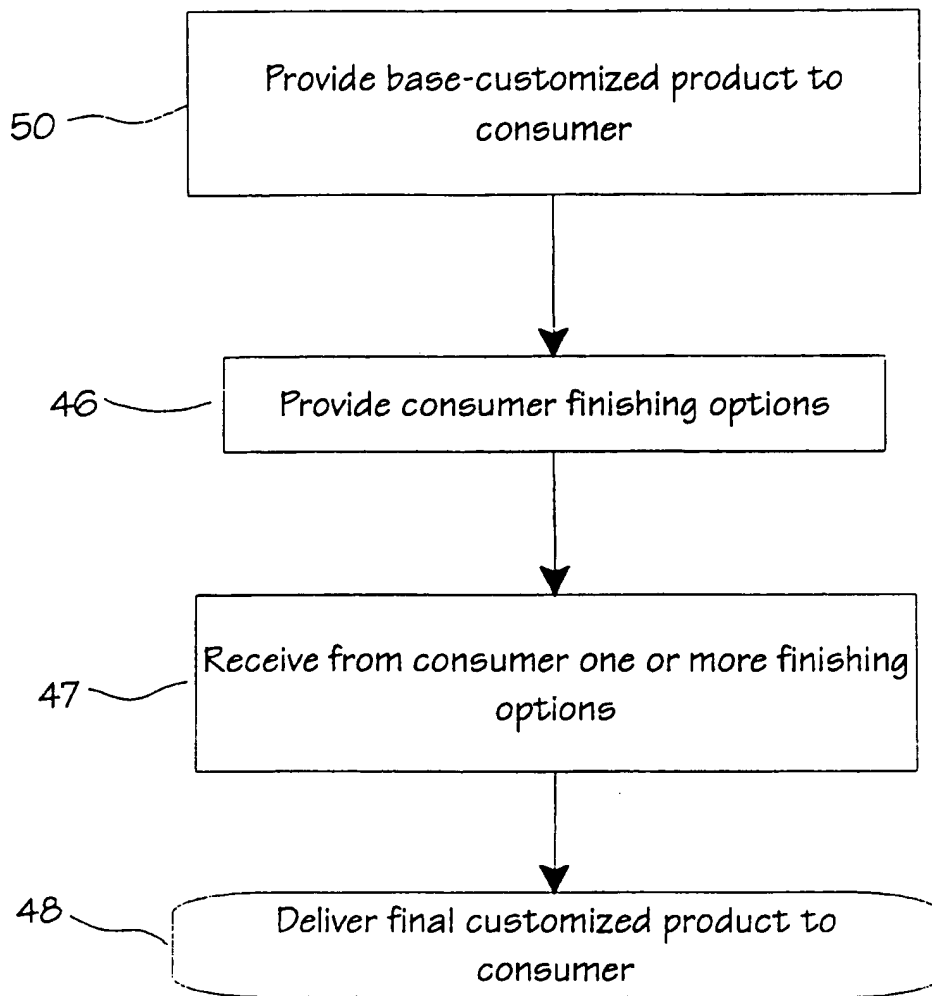 Provide base-customized product to
consumer
50
Provide consumer finishing options
46
Receive from consumer one or more finishing
options
47
Deliver final customized product to
consumer
48